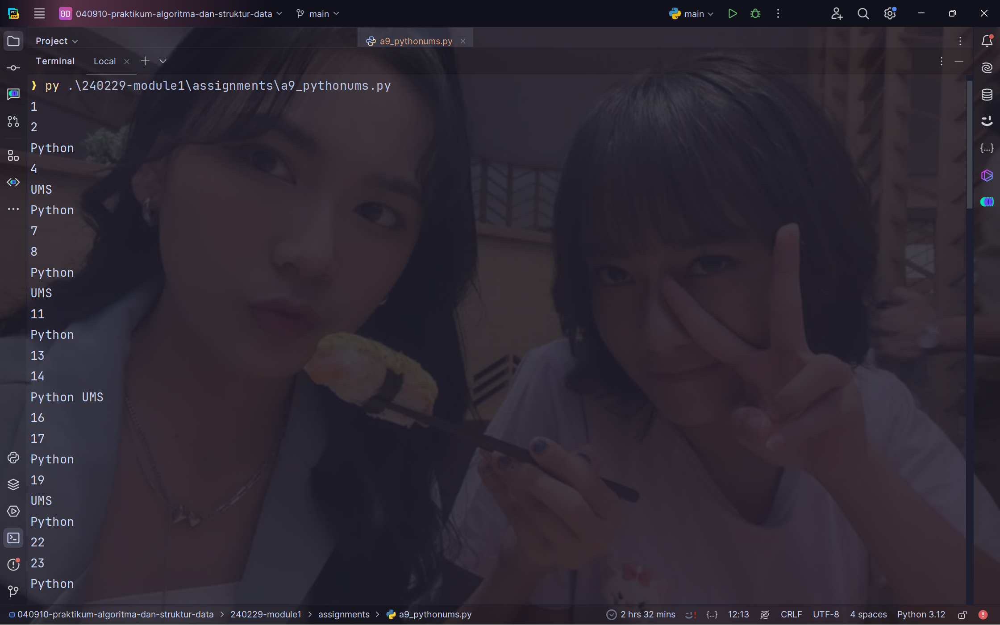 PC
EAP
0D 040910-praktikum-algoritma-dan-struktur-data main main
Project a9_pythonums.py
Terminal Local
py .\240229-module1\assignments\a9_pythonums.py
1
2
Python
4
UMS
Python
7
8
Python
UMS
11
Python
13
14
Python UMS
16
17
Python
19
UMS
Python
22
23
Python
040910-praktikum-algoritma-dan-struktur-data > 240229-module1 > assignments > a9_pythonums.py 2 hrs 32 mins {...} 12:13 CRLF UTF-8 4 spaces Python 3.12